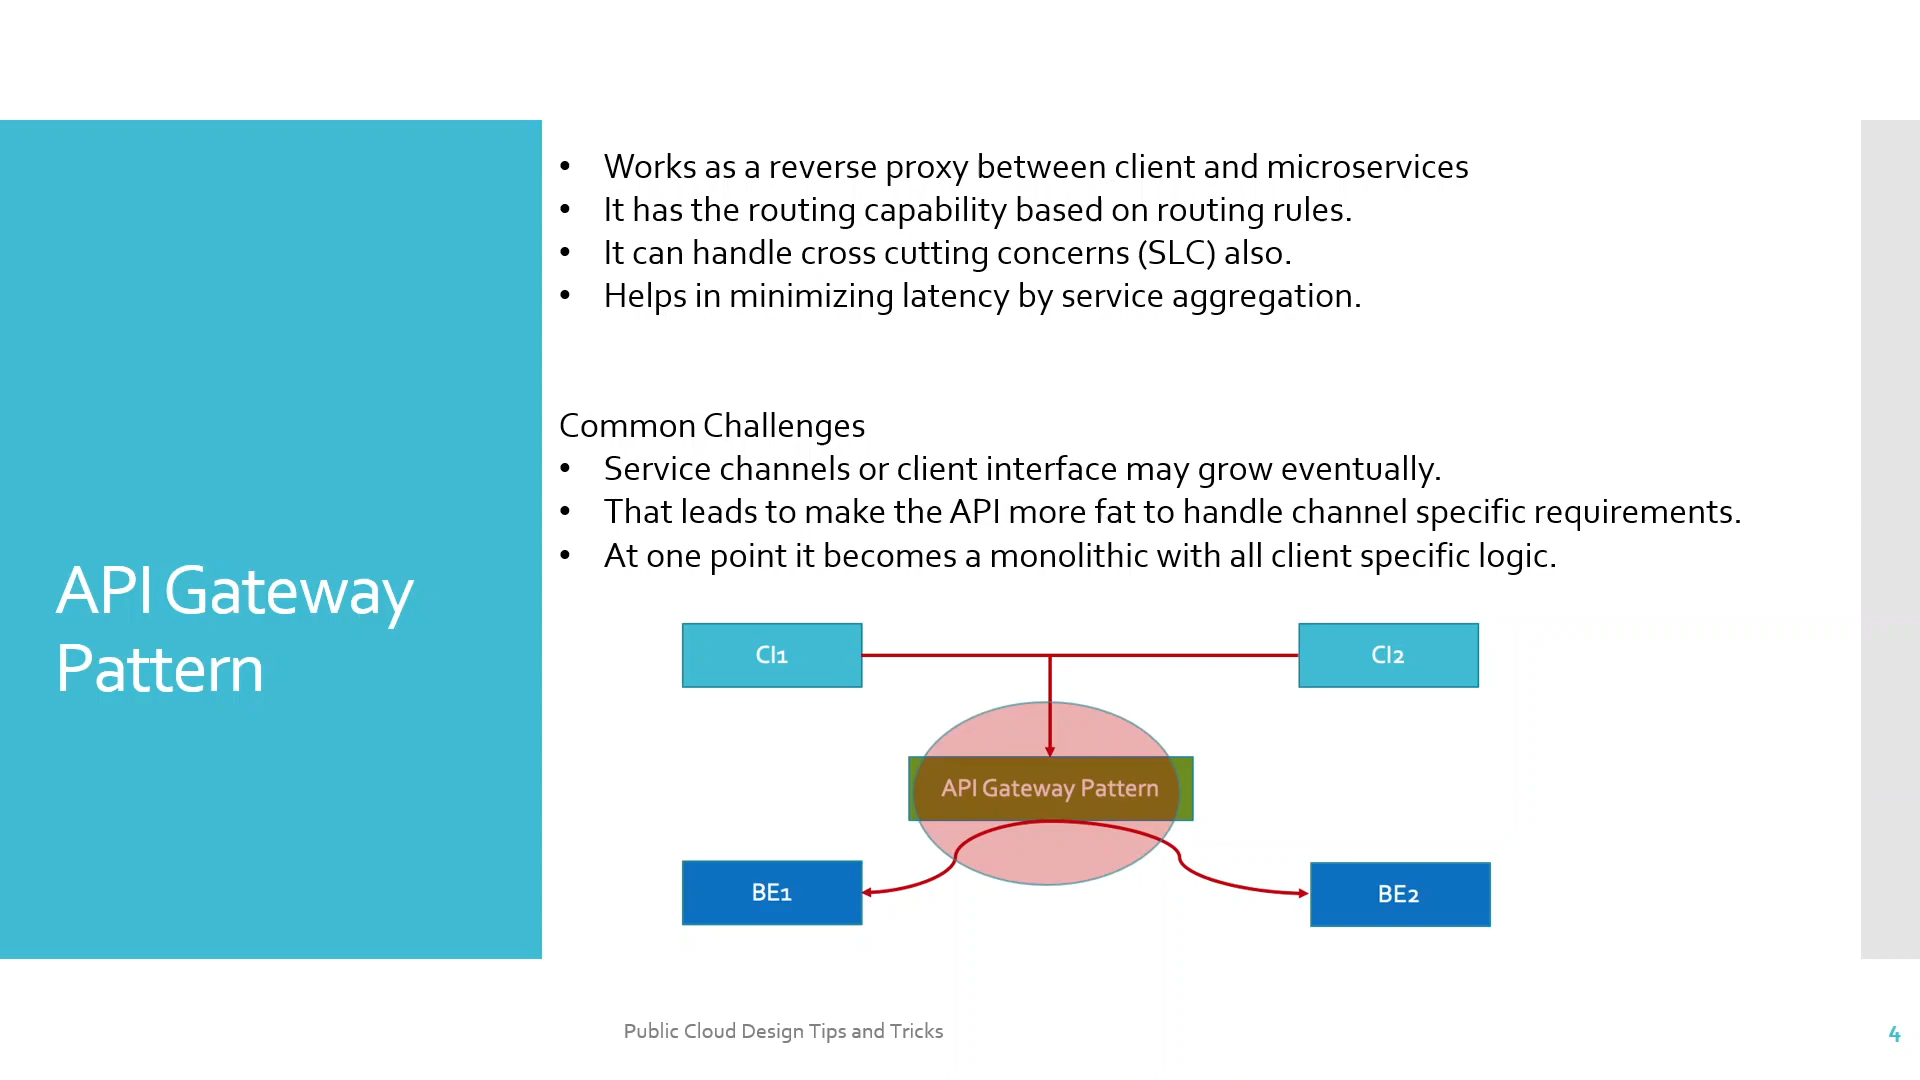 API Gateway
Pattern
• Works as a reverse proxy between client and microservices
• It has the routing capability based on routing rules.
• It can handle cross cutting concerns (SLC) also.
• Helps in minimizing latency by service aggregation.
Common Challenges
• Service channels or client interface may grow eventually.
• That leads to make the API more fat to handle channel specific requirements.
• At one point it becomes a monolithic with all client specific logic.
CI1
CI2
API Gateway Pattern
BE1
BE2
Public Cloud Design Tips and Tricks
4